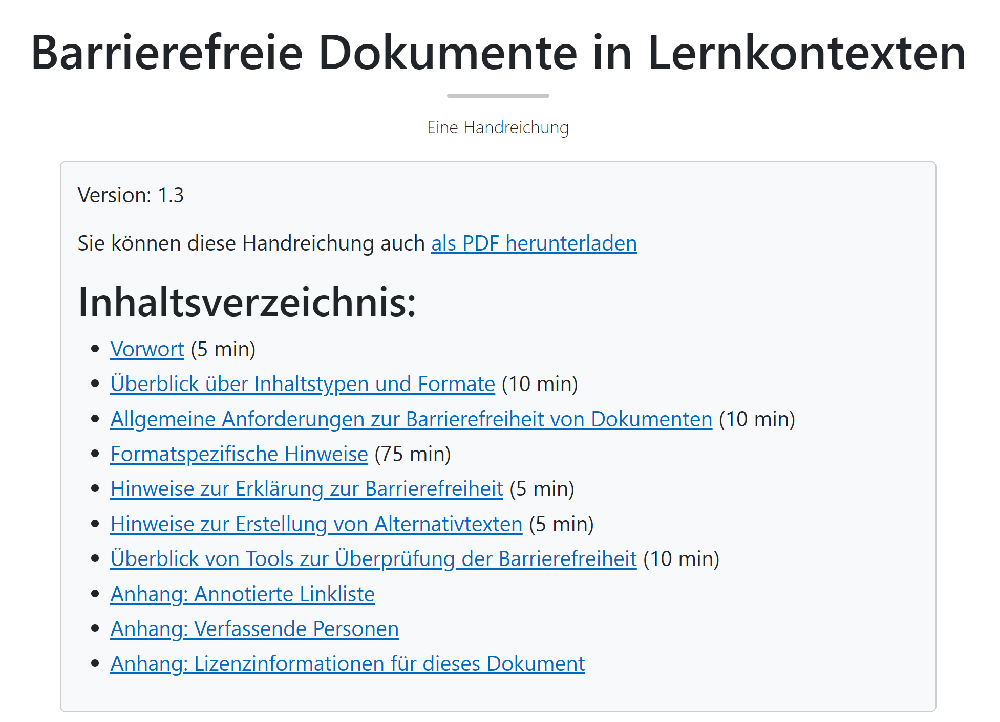 Barrierefreie Dokumente in Lernkontexten
Eine Handreichung
Version: 1.3
Sie können diese Handreichung auch als PDF herunterladen
Inhaltsverzeichnis:
• Vorwort (5 min)
• Überblick über Inhaltstypen und Formate (10 min)
• Allgemeine Anforderungen zur Barrierefreiheit von Dokumenten (10 min)
• Formatspezifische Hinweise (75 min)
• Hinweise zur Erklärung zur Barrierefreiheit (5 min)
• Hinweise zur Erstellung von Alternativtexten (5 min)
• Überblick von Tools zur Überprüfung der Barrierefreiheit (10 min)
• Anhang: Annotierte Linkliste
• Anhang: Verfassende Personen
• Anhang: Lizenzinformationen für dieses Dokument